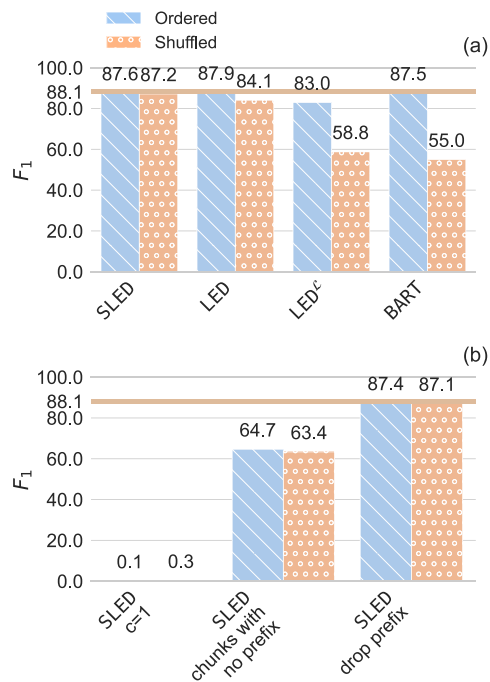 Ordered
Shuffled
(a)
100.0
88.1
80.0
60.0
40.0
20.0
0.0
F1
87.6 87.2 87.9 84.1 83.0 58.8 87.5 55.0
SLED LED LED^ℒ BART
(b)
100.0
88.1
80.0
60.0
40.0
20.0
0.0
F1
0.1 0.3 64.7 63.4 87.4 87.1
SLED
c=1
SLED
chunks with
no prefix
SLED
drop prefix